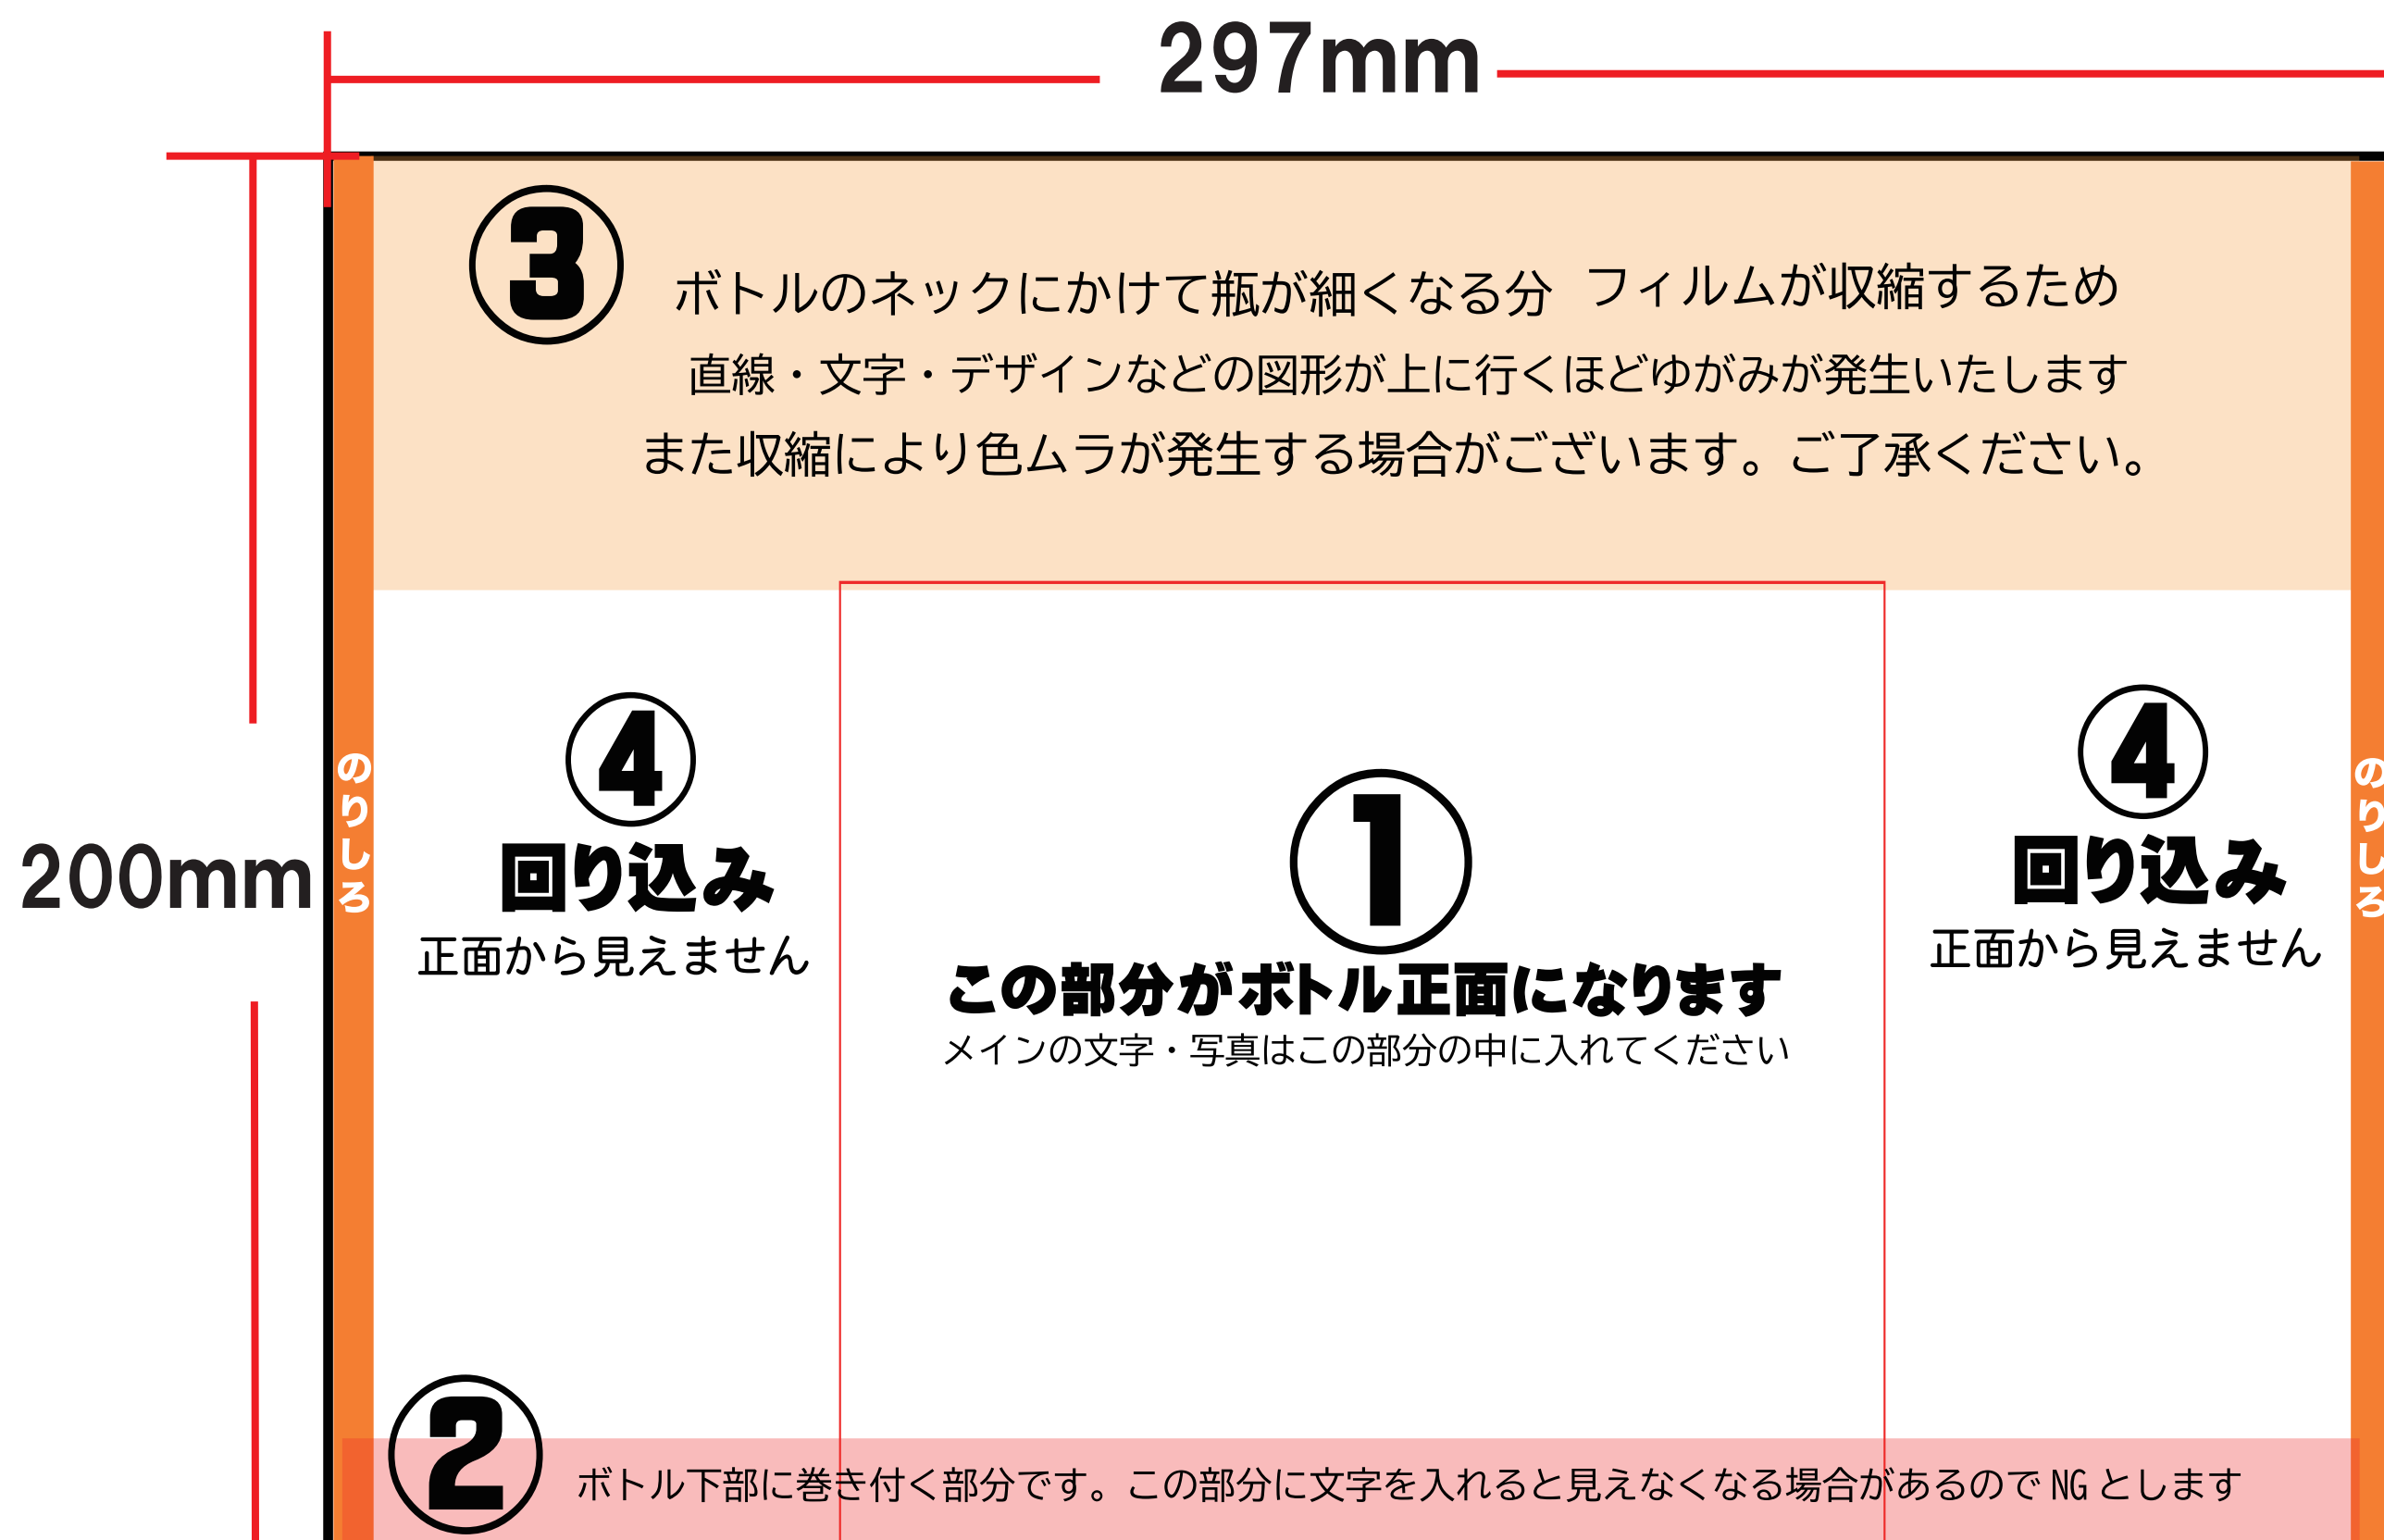 297mm
③
ボトルのネックにかけて瓶が細くなる分 フィルムが収縮するため
直線・文字・デザインなどの図形が上に行くほどゆがみが発生いたします
また収縮により色ムラが発生する場合がございます。ご了承ください。
④
回り込み
正面から見えません
①
この部分がボトル正面になります
メインの文字・写真はこの部分の中に入れてください
④
回り込み
正面から見えません
のりしろ
のりしろ
200mm
②
ボトル下部に巻き付く部分です。この部分に文字を入れると見えなくなる場合があるのでNGとします